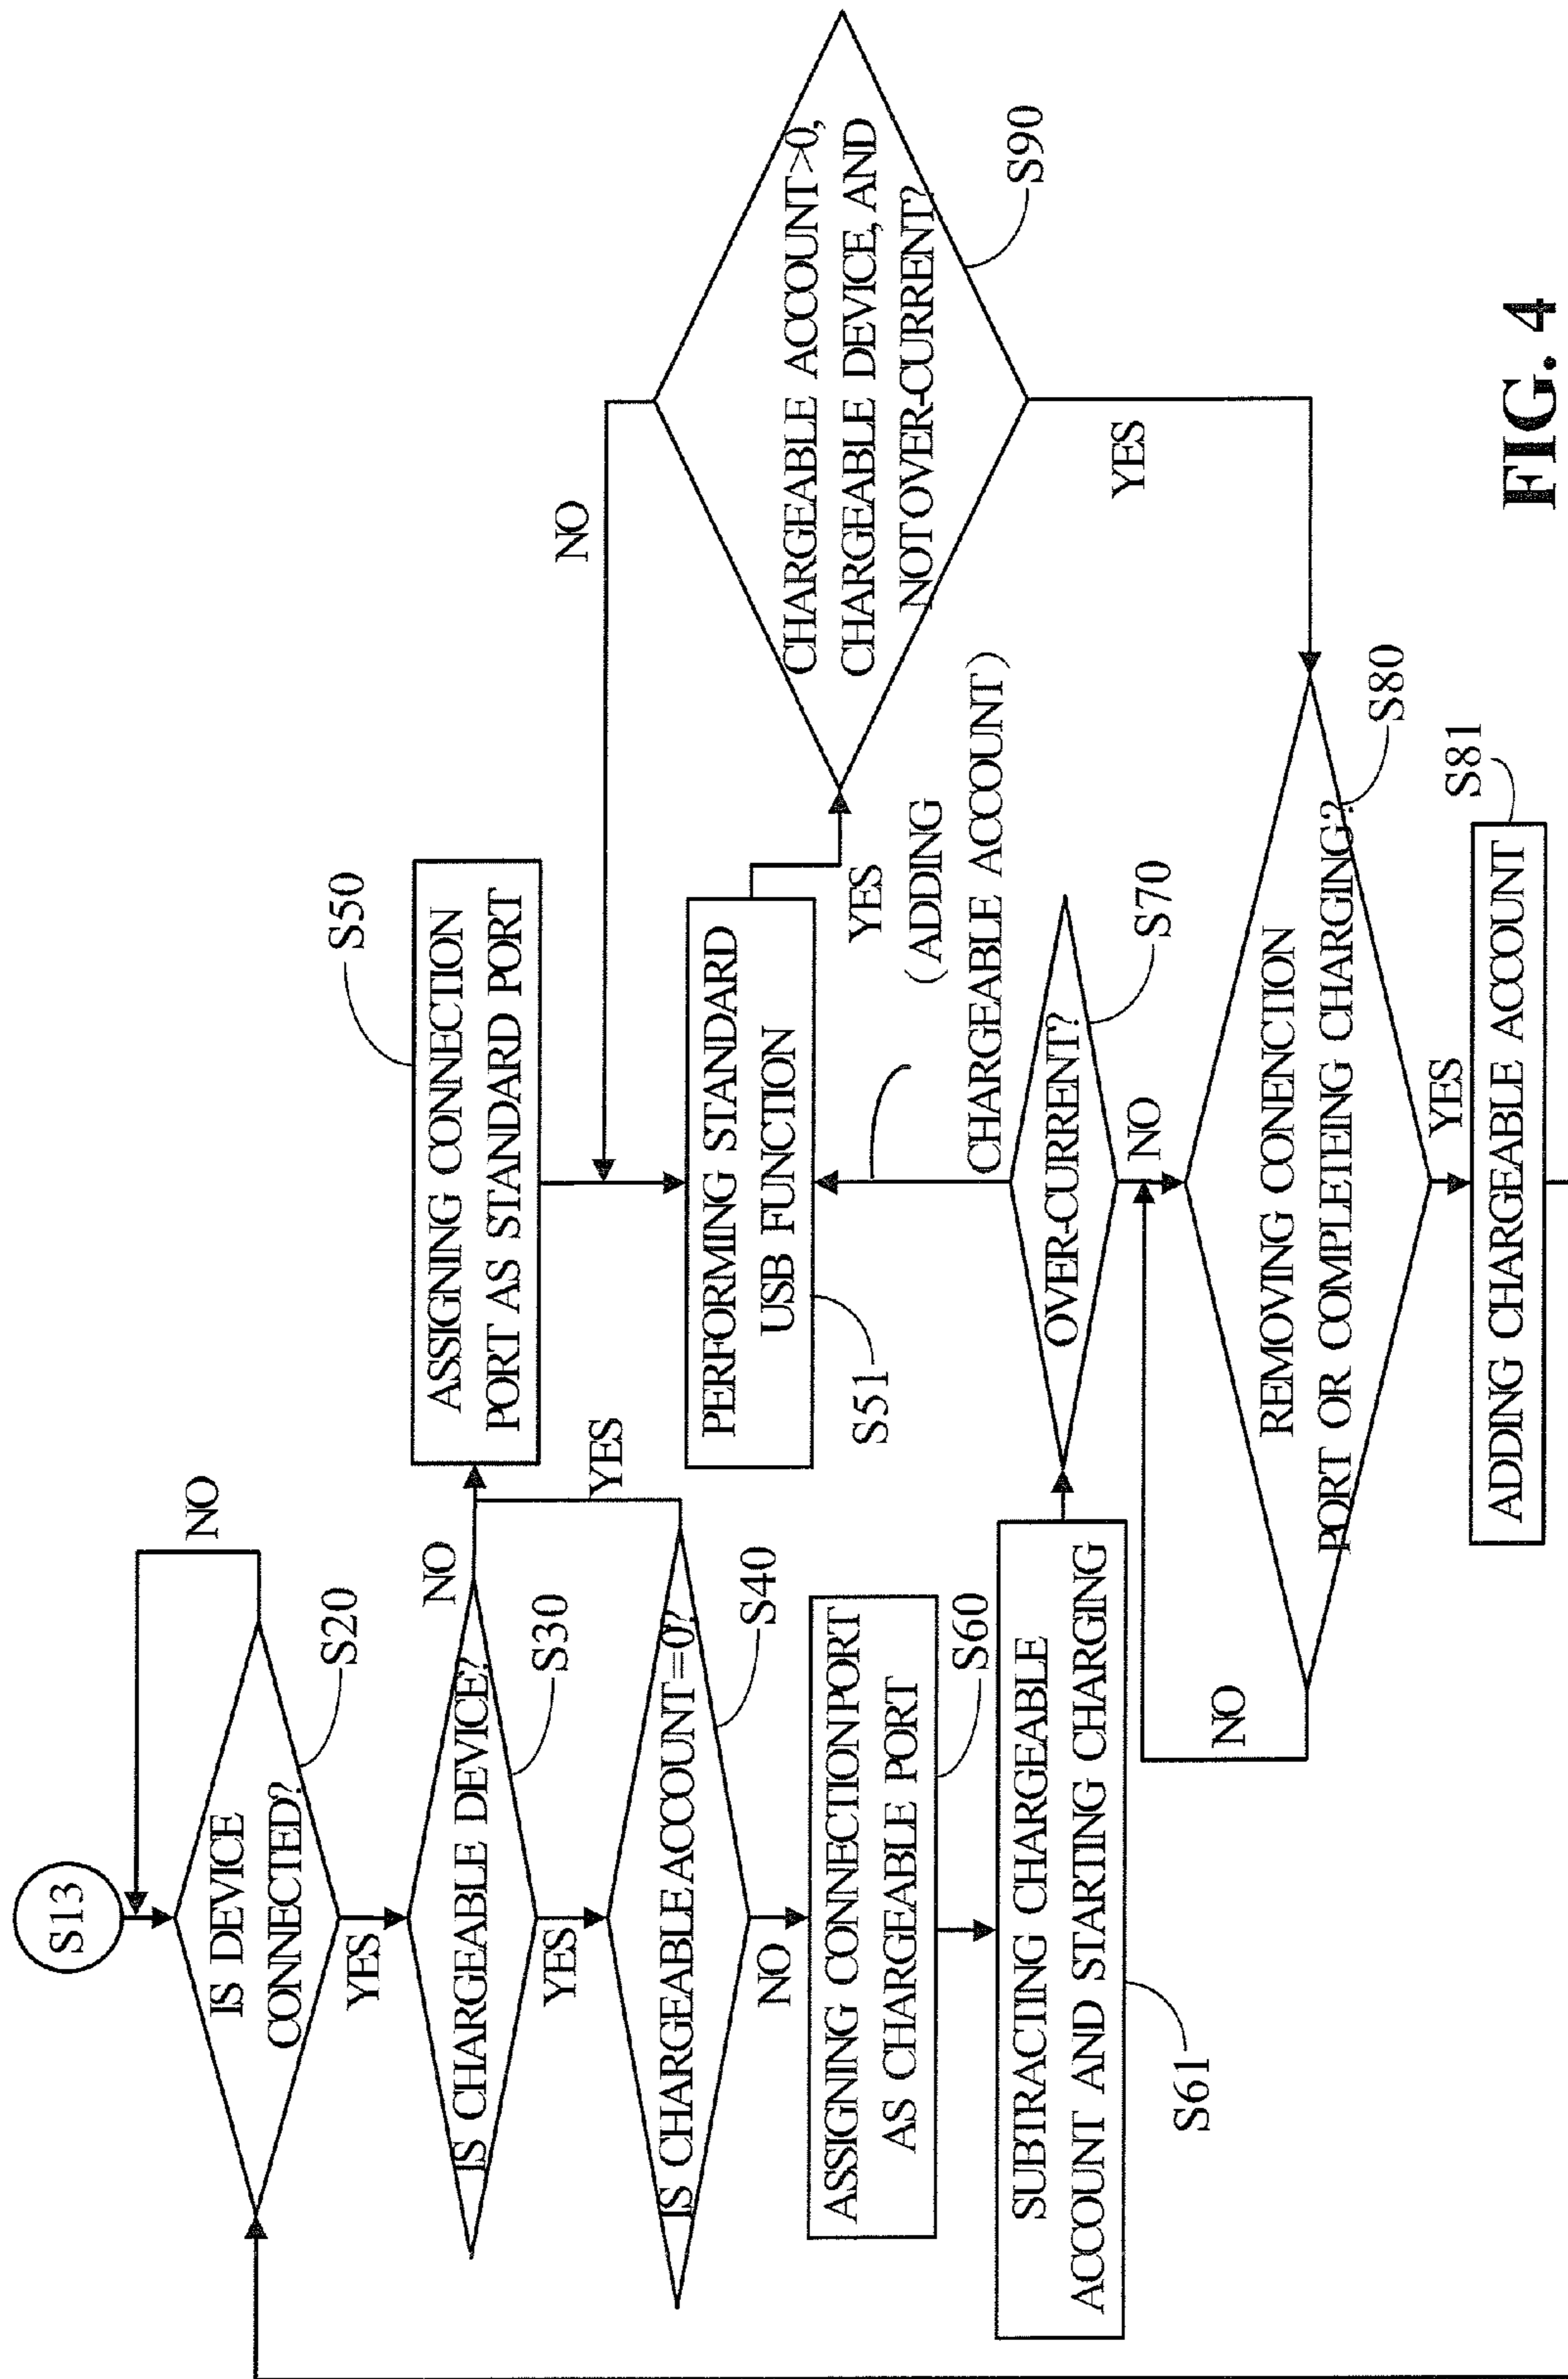 S13
NO
IS DEVICE
CONNECTED?
S20
YES
NO
IS CHARGEABLE DEVICE?
S30
YES
YES
IS CHARGEABLE ACCOUNT=0?
S40
NO
ASSIGNING CONNECTION PORT
AS CHARGEABLE PORT
S60
SUBTRACTING CHARGEABLE
ACCOUNT AND STARTING CHARGING
S61
S50
ASSIGNING CONNECTION
PORT AS STANDARD PORT
NO
PERFORMING STANDARD
USB FUNCTION
S51
YES
(ADDING
CHARGEABLE ACCOUNT)
OVER-CURRENT?
S70
NO
NO
REMOVING CONENCTION
PORT OR COMPLETEING CHARGING?
S80
YES
ADDING CHARGEABLE ACCOUNT
S81
CHARGEABLE ACCOUNT>0,
CHARGEABLE DEVICE, AND
NOT OVER-CURRENT?
S90
YES
FIG. 4